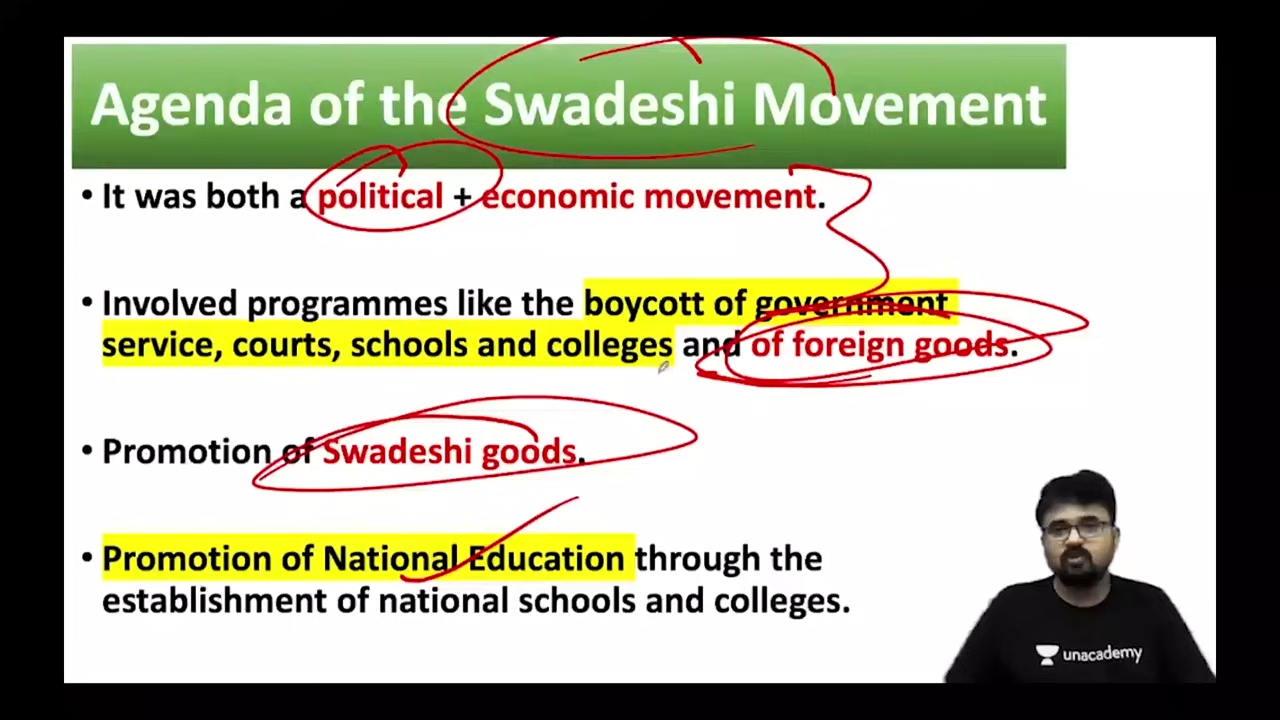 Agenda of the Swadeshi Movement
• It was both a political + economic movement.
• Involved programmes like the boycott of government
service, courts, schools and colleges and of foreign goods.
• Promotion of Swadeshi goods.
• Promotion of National Education through the
establishment of national schools and colleges.
unacademy